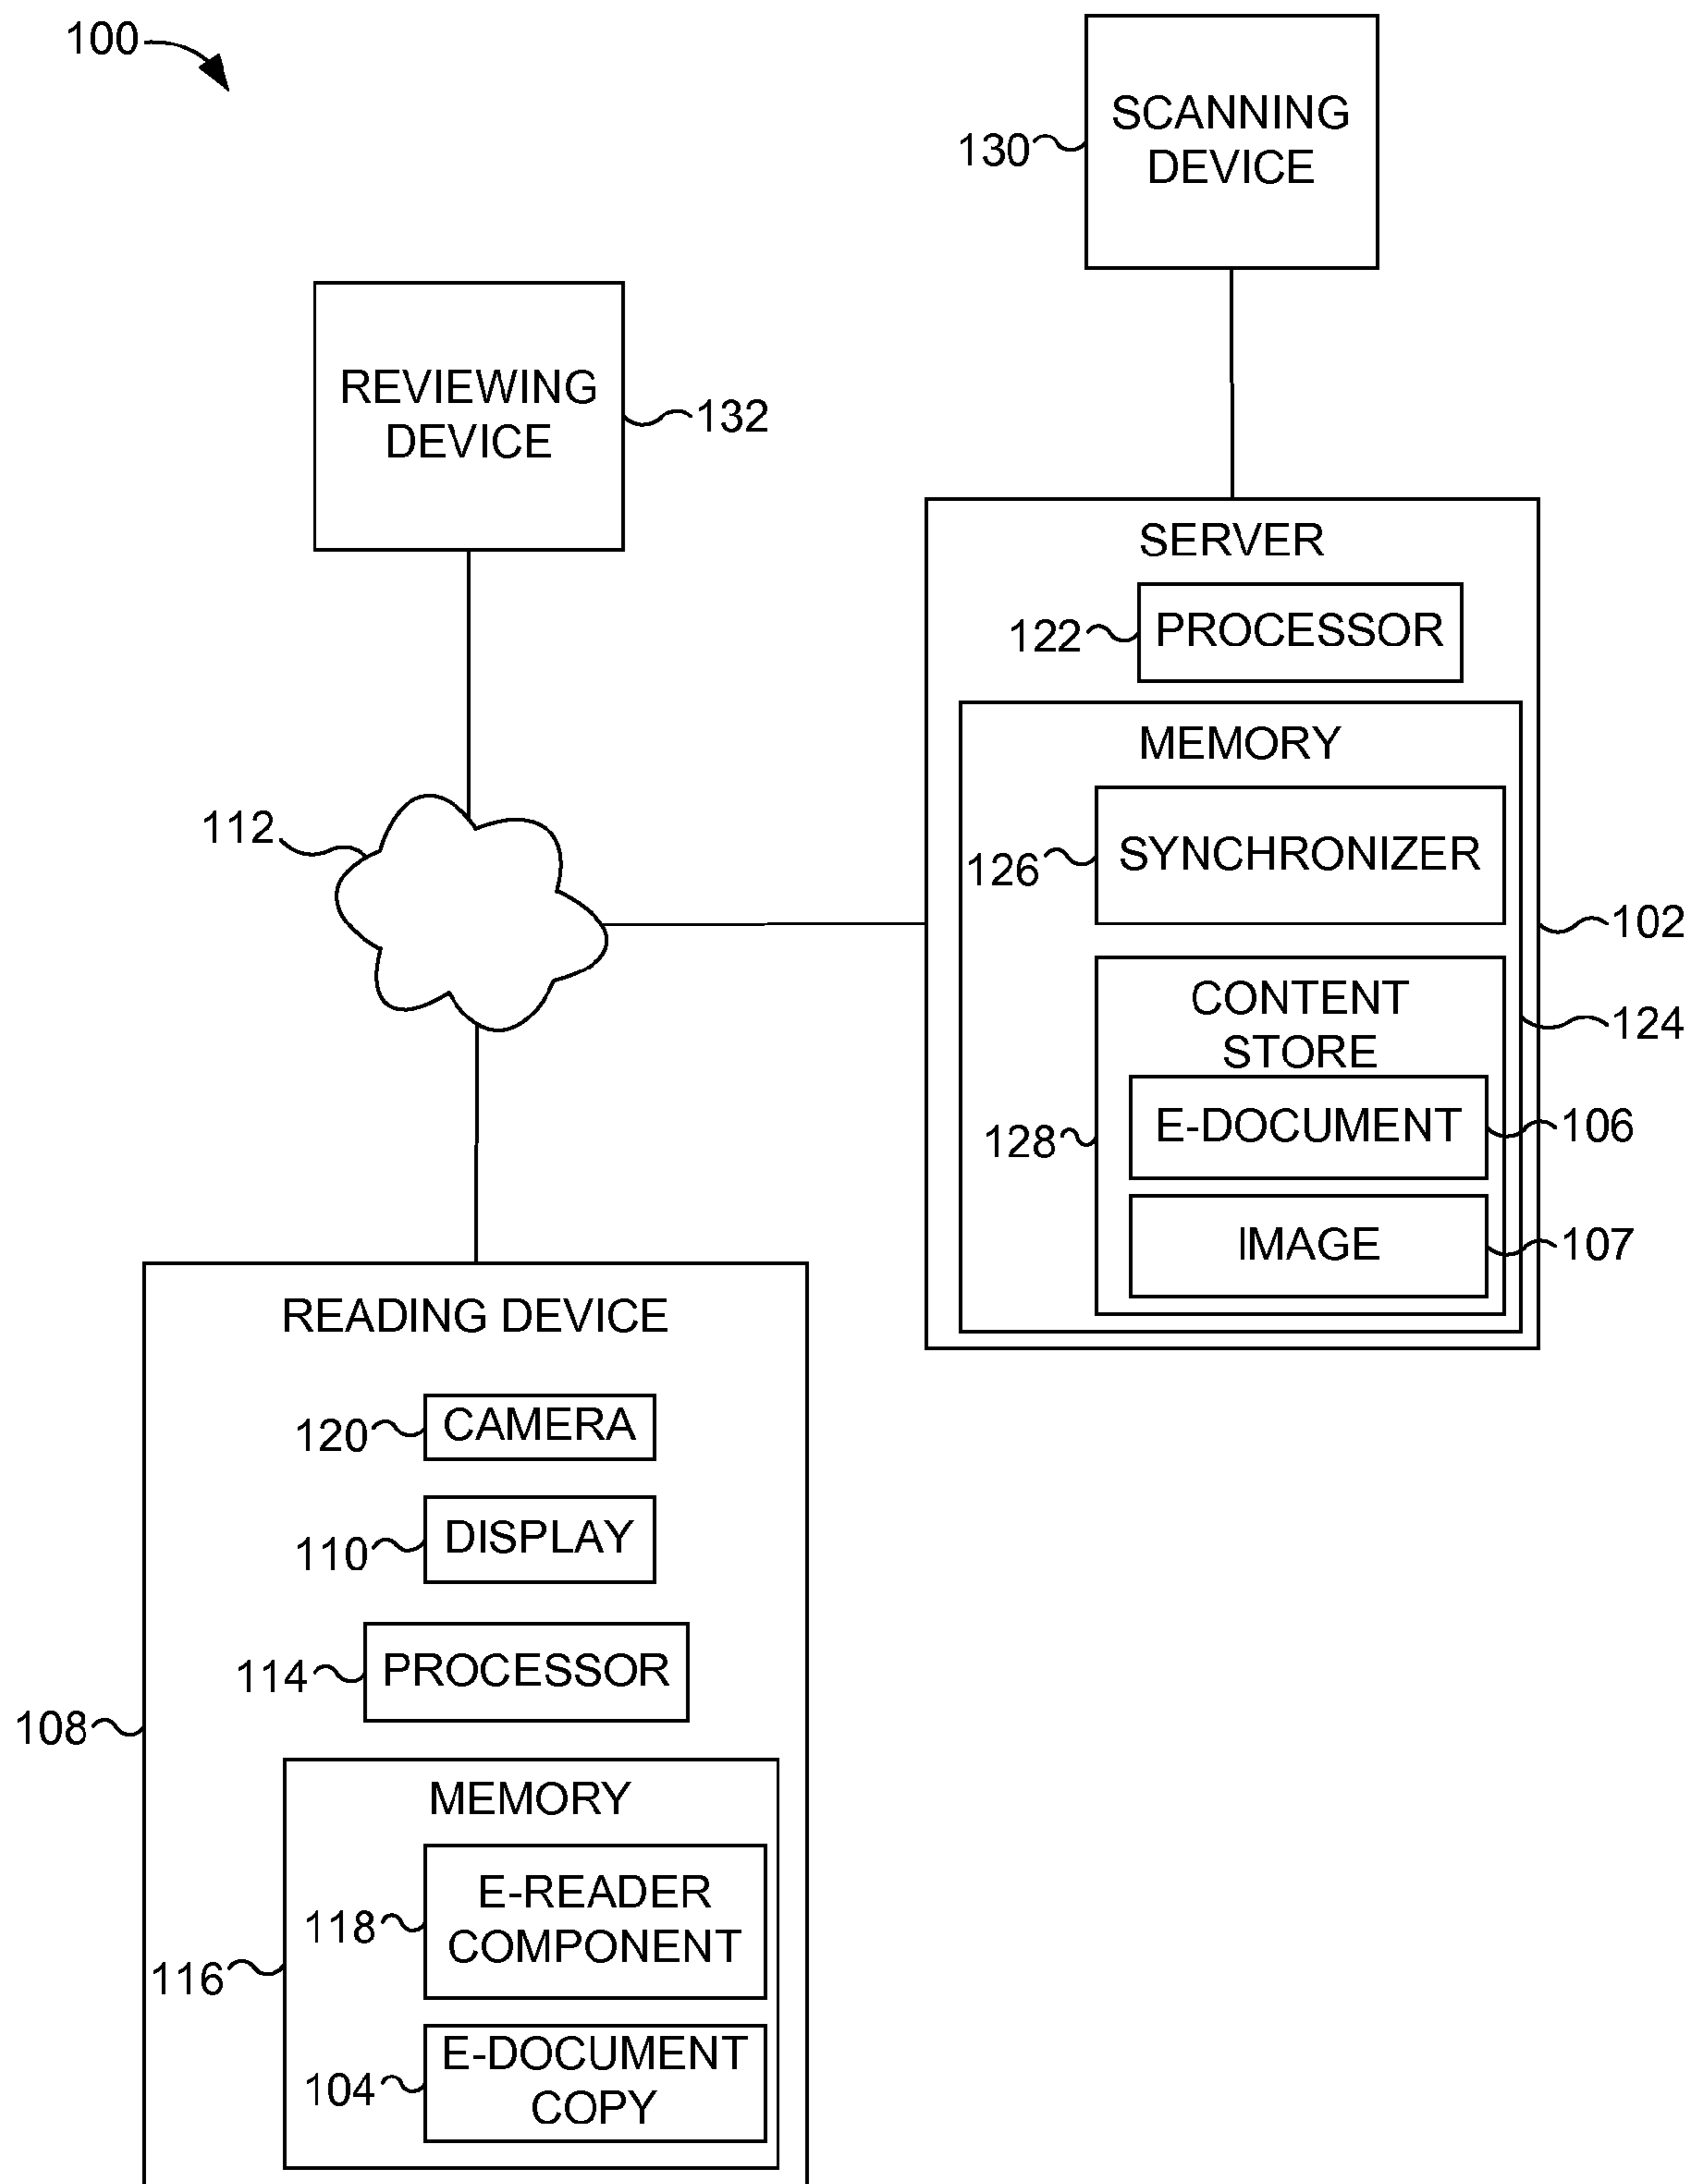 100
SCANNING
DEVICE
130
REVIEWING
DEVICE
132
SERVER
122
PROCESSOR
MEMORY
112
SYNCHRONIZER
126
102
CONTENT
STORE
124
E-DOCUMENT
106
128
IMAGE
107
READING DEVICE
CAMERA
120
DISPLAY
110
PROCESSOR
114
108
MEMORY
E-READER
COMPONENT
118
116
E-DOCUMENT
COPY
104